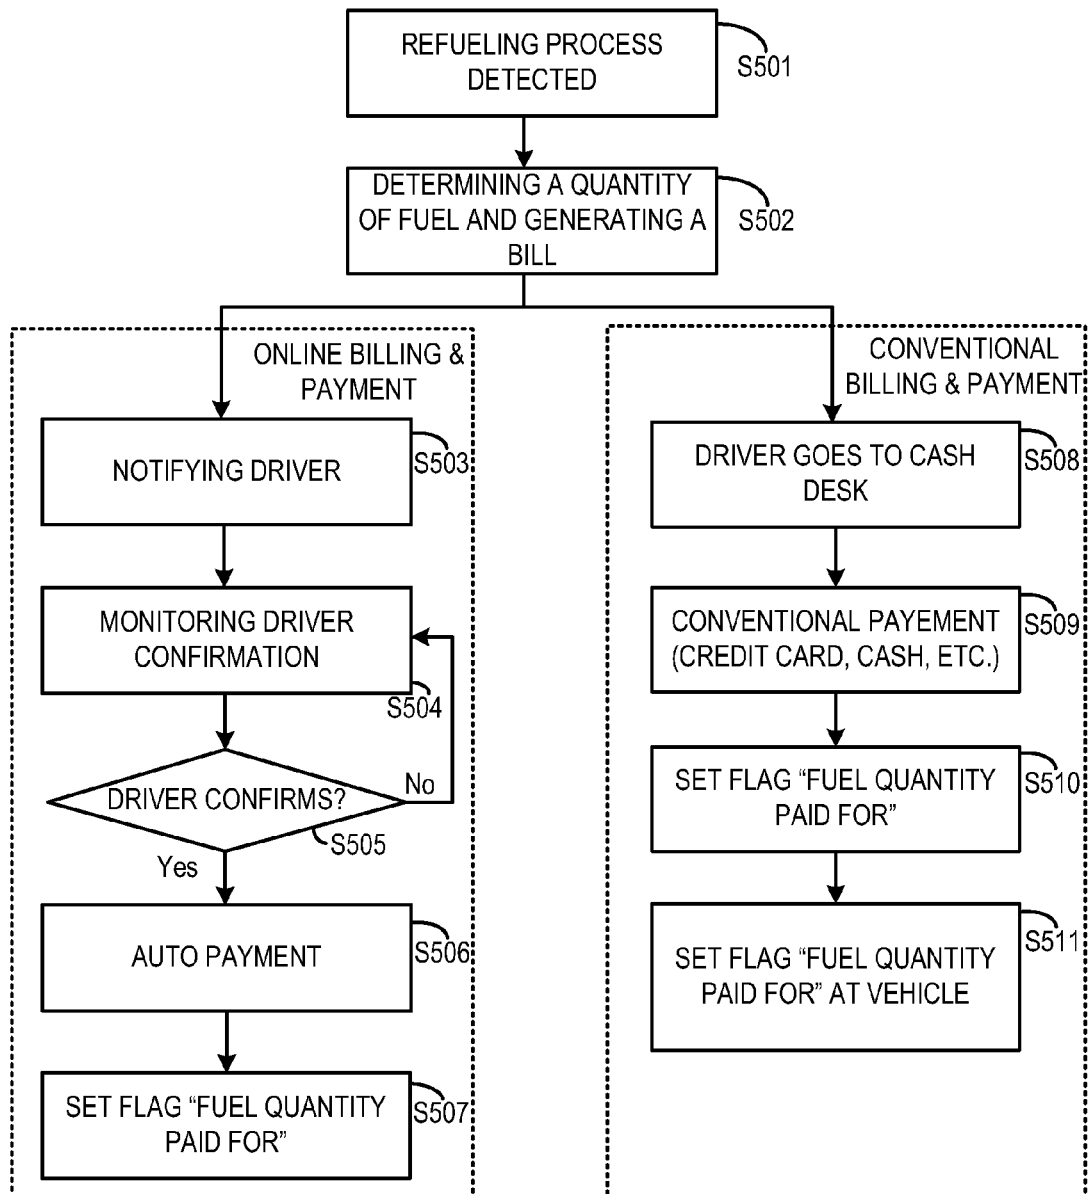 REFUELING PROCESS
DETECTED
S501
DETERMINING A QUANTITY
OF FUEL AND GENERATING A
BILL
S502
ONLINE BILLING &
PAYMENT
NOTIFYING DRIVER
S503
MONITORING DRIVER
CONFIRMATION
S504
DRIVER CONFIRMS?
No
S505
Yes
AUTO PAYMENT
S506
SET FLAG “FUEL QUANTITY
PAID FOR”
S507
CONVENTIONAL
BILLING & PAYMENT
DRIVER GOES TO CASH
DESK
S508
CONVENTIONAL PAYEMENT
(CREDIT CARD, CASH, ETC.)
S509
SET FLAG “FUEL QUANTITY
PAID FOR”
S510
SET FLAG “FUEL QUANTITY
PAID FOR” AT VEHICLE
S511